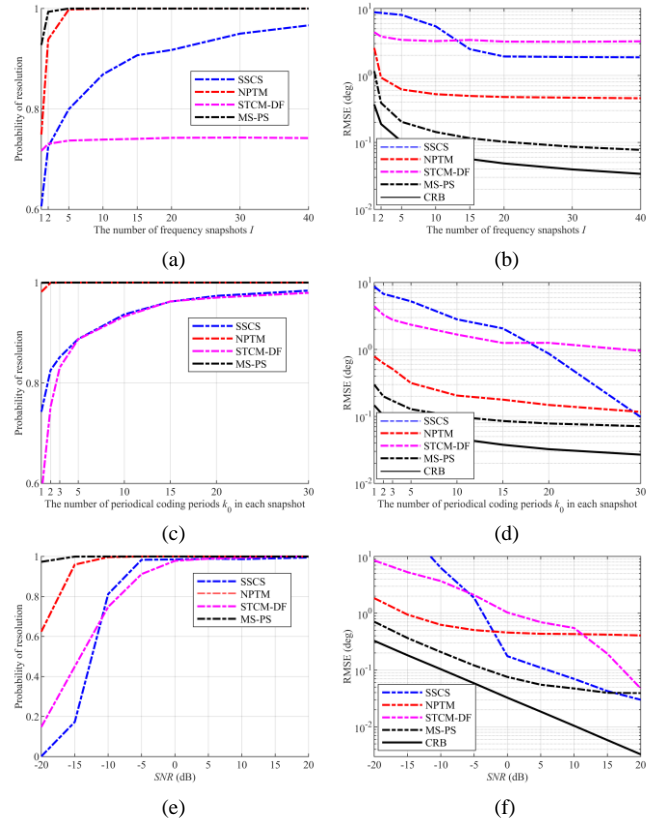 1
0.8
0.6
Probability of resolution
SSCS
NPTM
STCM-DF
MS-PS
1 2 5 10 15 20 30 40
The number of frequency snapshots I
(a)
10^1
10^0
10^-1
10^-2
RMSE (deg)
SSCS
NPTM
STCM-DF
MS-PS
CRB
1 2 5 10 15 20 30 40
The number of frequency snapshots I
(b)
1
0.8
0.6
Probability of resolution
SSCS
NPTM
STCM-DF
MS-PS
1 2 3 5 10 15 20 30
The number of periodical coding periods k_0 in each snapshot
(c)
10^1
10^0
10^-1
10^-2
RMSE (deg)
SSCS
NPTM
STCM-DF
MS-PS
CRB
1 2 3 5 10 15 20 30
The number of periodical coding periods k_0 in each snapshot
(d)
1
0.8
0.6
0.4
0.2
0
Probability of resolution
SSCS
NPTM
STCM-DF
MS-PS
-20 -15 -10 -5 0 5 10 15 20
SNR (dB)
(e)
10^1
10^0
10^-1
10^-2
RMSE (deg)
SSCS
NPTM
STCM-DF
MS-PS
CRB
-20 -15 -10 -5 0 5 10 15 20
SNR (dB)
(f)